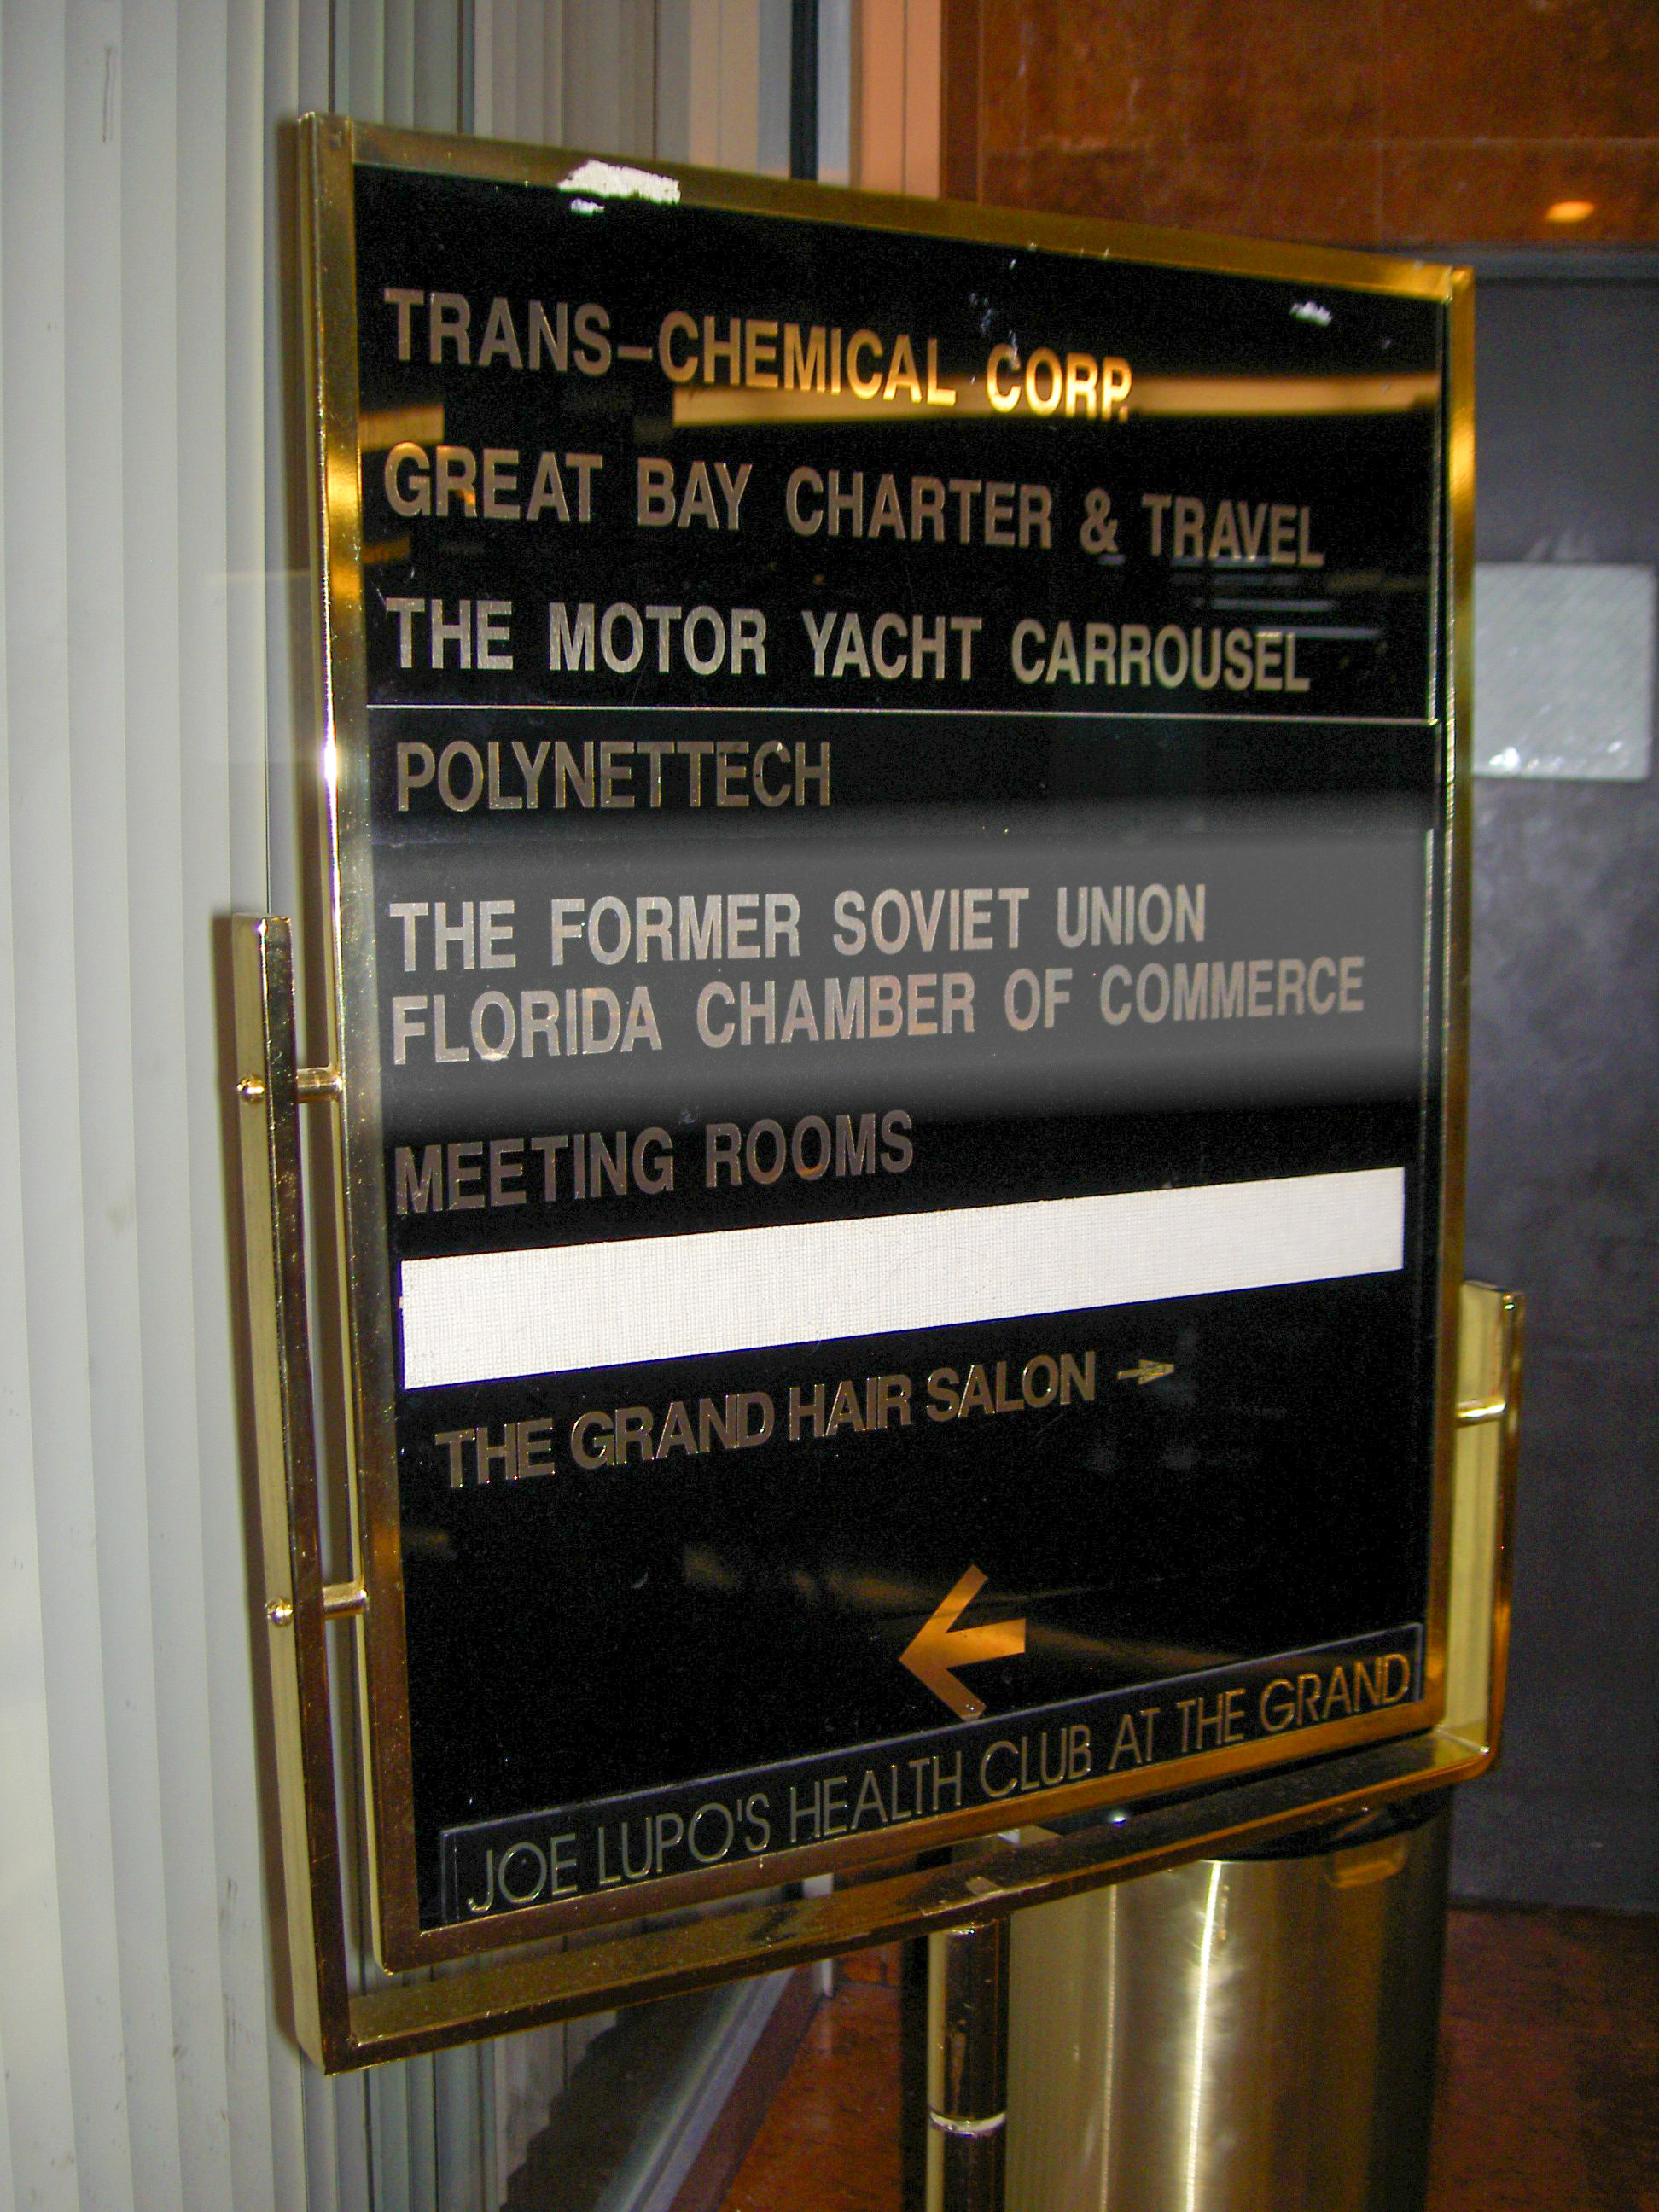 TRANS-CHEMICAL CORP.
GREAT BAY CHARTER & TRAVEL
THE MOTOR YACHT CARROUSEL
POLYNETTECH
THE FORMER SOVIET UNION
FLORIDA CHAMBER OF COMMERCE
MEETING ROOMS
THE GRAND HAIR SALON →
←
JOE LUPO'S HEALTH CLUB AT THE GRAND